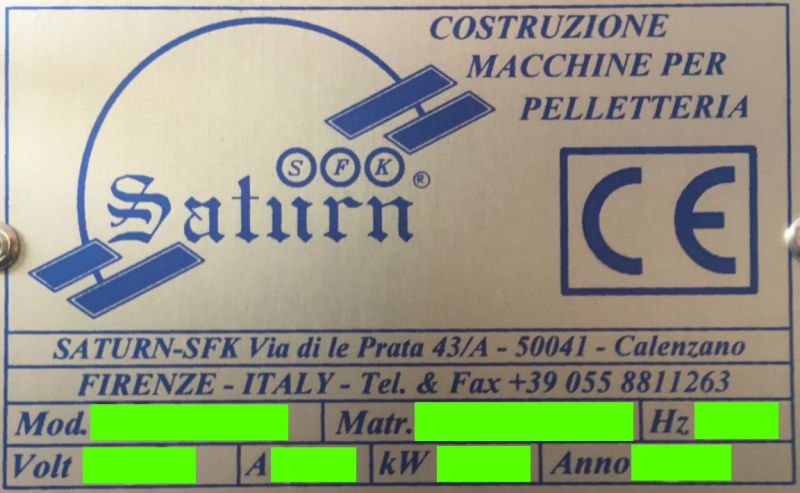 COSTRUZIONE
MACCHINE PER
PELLETTERIA
SFK
Saturn®
CE
SATURN-SFK Via di le Prata 43/A - 50041 - Calenzano
FIRENZE - ITALY - Tel. & Fax +39 055 8811263
Mod. Matr. Hz
Volt A kW Anno